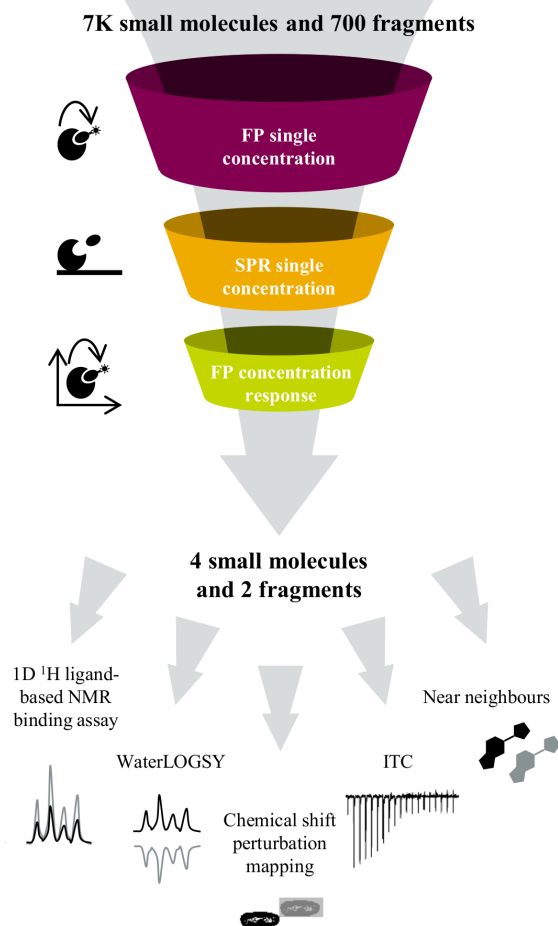 7K small molecules and 700 fragments
FP single
concentration
SPR single
concentration
FP concentration
response
4 small molecules
and 2 fragments
1D ¹H ligand-
based NMR
binding assay
WaterLOGSY
Chemical shift
perturbation
mapping
ITC
Near neighbours